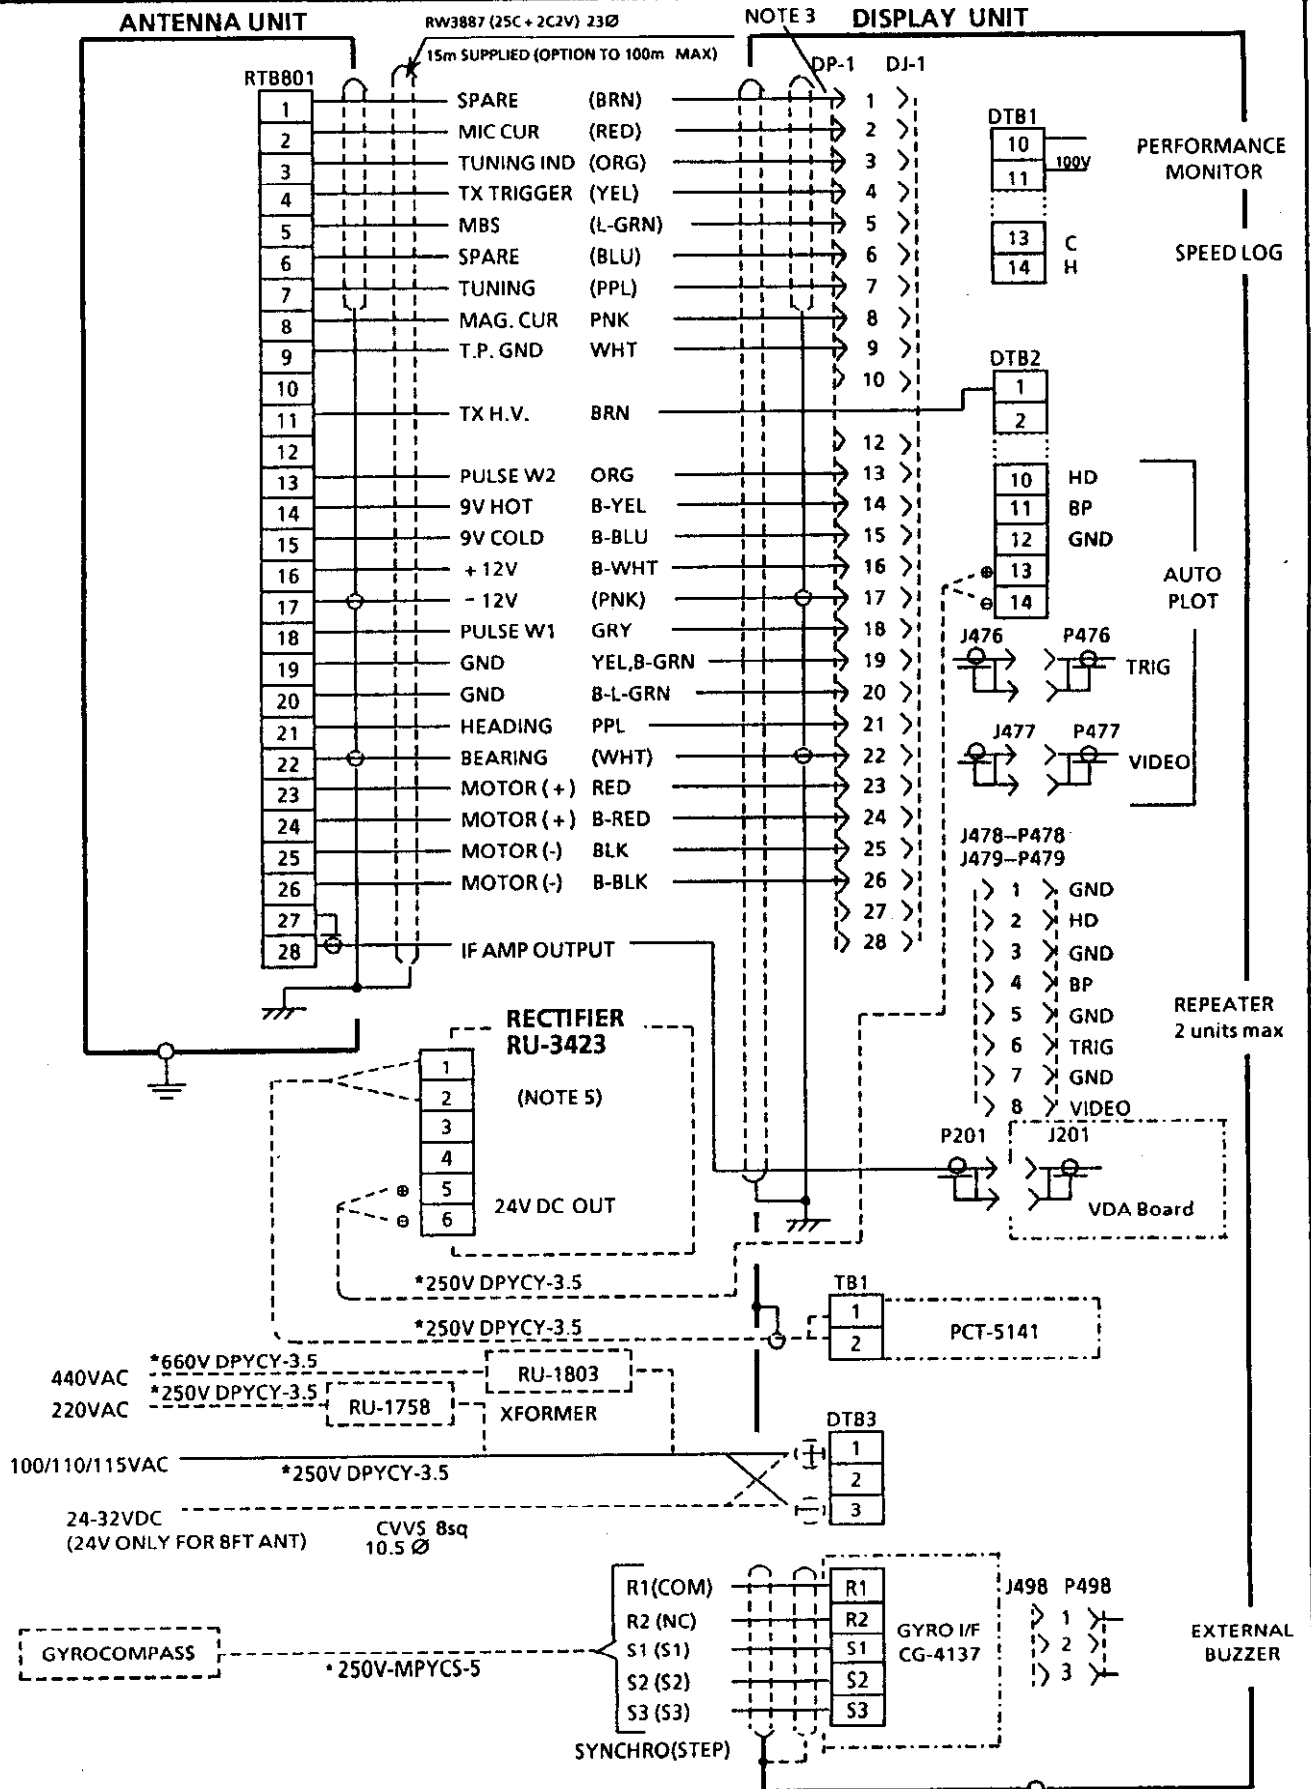 ANTENNA UNIT
RW3887 (25C + 2C2V) 23Ø
15m SUPPLIED (OPTION TO 100m MAX)
NOTE 3
DISPLAY UNIT
RTB801
DP-1 DJ-1
1 SPARE (BRN) 1
2 MIC CUR (RED) 2
3 TUNING IND (ORG) 3
4 TX TRIGGER (YEL) 4
5 MBS (L-GRN) 5
6 SPARE (BLU) 6
7 TUNING (PPL) 7
8 MAG. CUR PNK 8
9 T.P. GND WHT 9
10 10
11 TX H.V. BRN
12 12
13 PULSE W2 ORG 13
14 9V HOT B-YEL 14
15 9V COLD B-BLU 15
16 + 12V B-WHT 16
17 - 12V (PNK) 17
18 PULSE W1 GRY 18
19 GND YEL,B-GRN 19
20 GND B-L-GRN 20
21 HEADING PPL 21
22 BEARING (WHT) 22
23 MOTOR (+) RED 23
24 MOTOR (+) B-RED 24
25 MOTOR (-) BLK 25
26 MOTOR (-) B-BLK 26
27 27
28 IF AMP OUTPUT 28
DTB1
10
11 100V
PERFORMANCE
MONITOR
13 C
14 H
SPEED LOG
DTB2
1
2
10 HD
11 BP
12 GND
⊕ 13
⊖ 14
AUTO
PLOT
J476 P476
TRIG
J477 P477
VIDEO
J478–P478
J479–P479
1 GND
2 HD
3 GND
4 BP
5 GND
6 TRIG
7 GND
8 VIDEO
REPEATER
2 units max
P201 J201
VDA Board
RECTIFIER
RU-3423
1
2 (NOTE 5)
3
4
⊕ 5
⊖ 6
24V DC OUT
*250V DPYCY-3.5
*250V DPYCY-3.5
TB1
1
2
PCT-5141
440VAC *660V DPYCY-3.5 RU-1803
220VAC *250V DPYCY-3.5 RU-1758 XFORMER
100/110/115VAC *250V DPYCY-3.5
24-32VDC
(24V ONLY FOR 8FT ANT)
CVVS 8sq
10.5 Ø
DTB3
+ 1
2
− 3
GYROCOMPASS
*250V-MPYCS-5
R1(COM) R1
R2 (NC) R2
S1 (S1) S1
S2 (S2) S2
S3 (S3) S3
SYNCHRO(STEP)
GYRO I/F
CG-4137
J498 P498
1
2
3
EXTERNAL
BUZZER